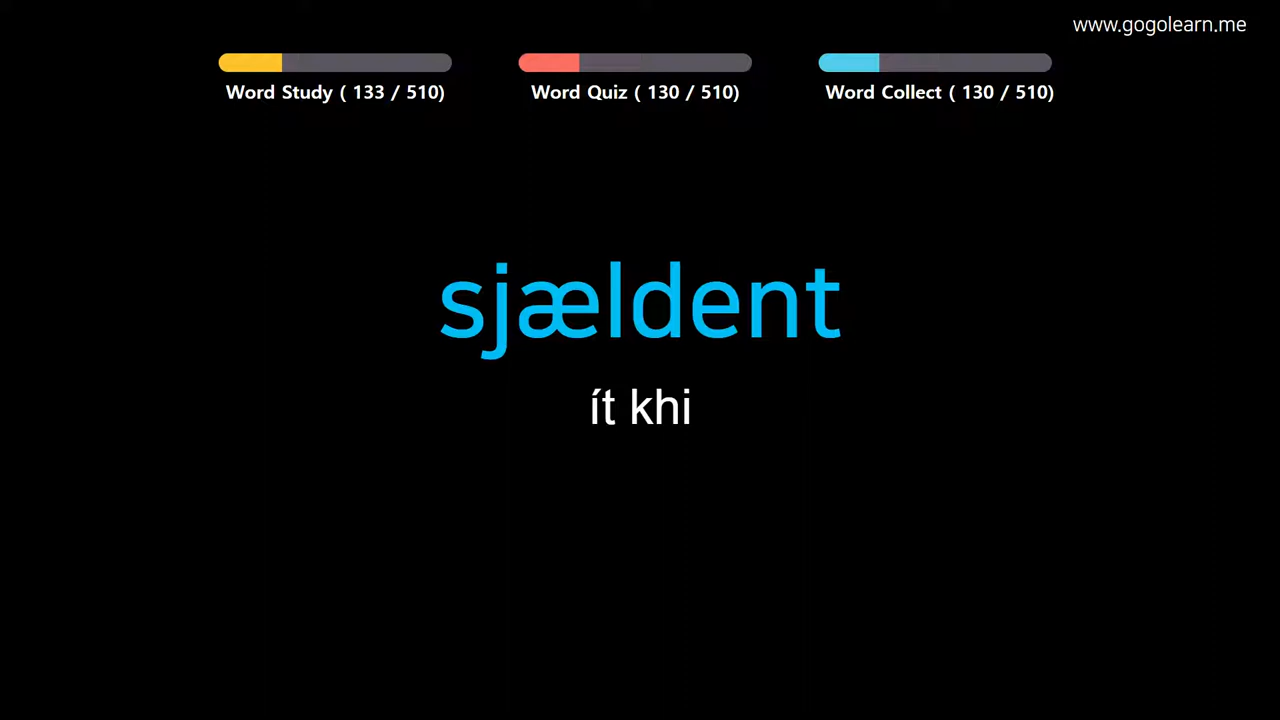 www.gogolearn.me
Word Study ( 133 / 510)
Word Quiz ( 130 / 510)
Word Collect ( 130 / 510)
sjældent
ít khi